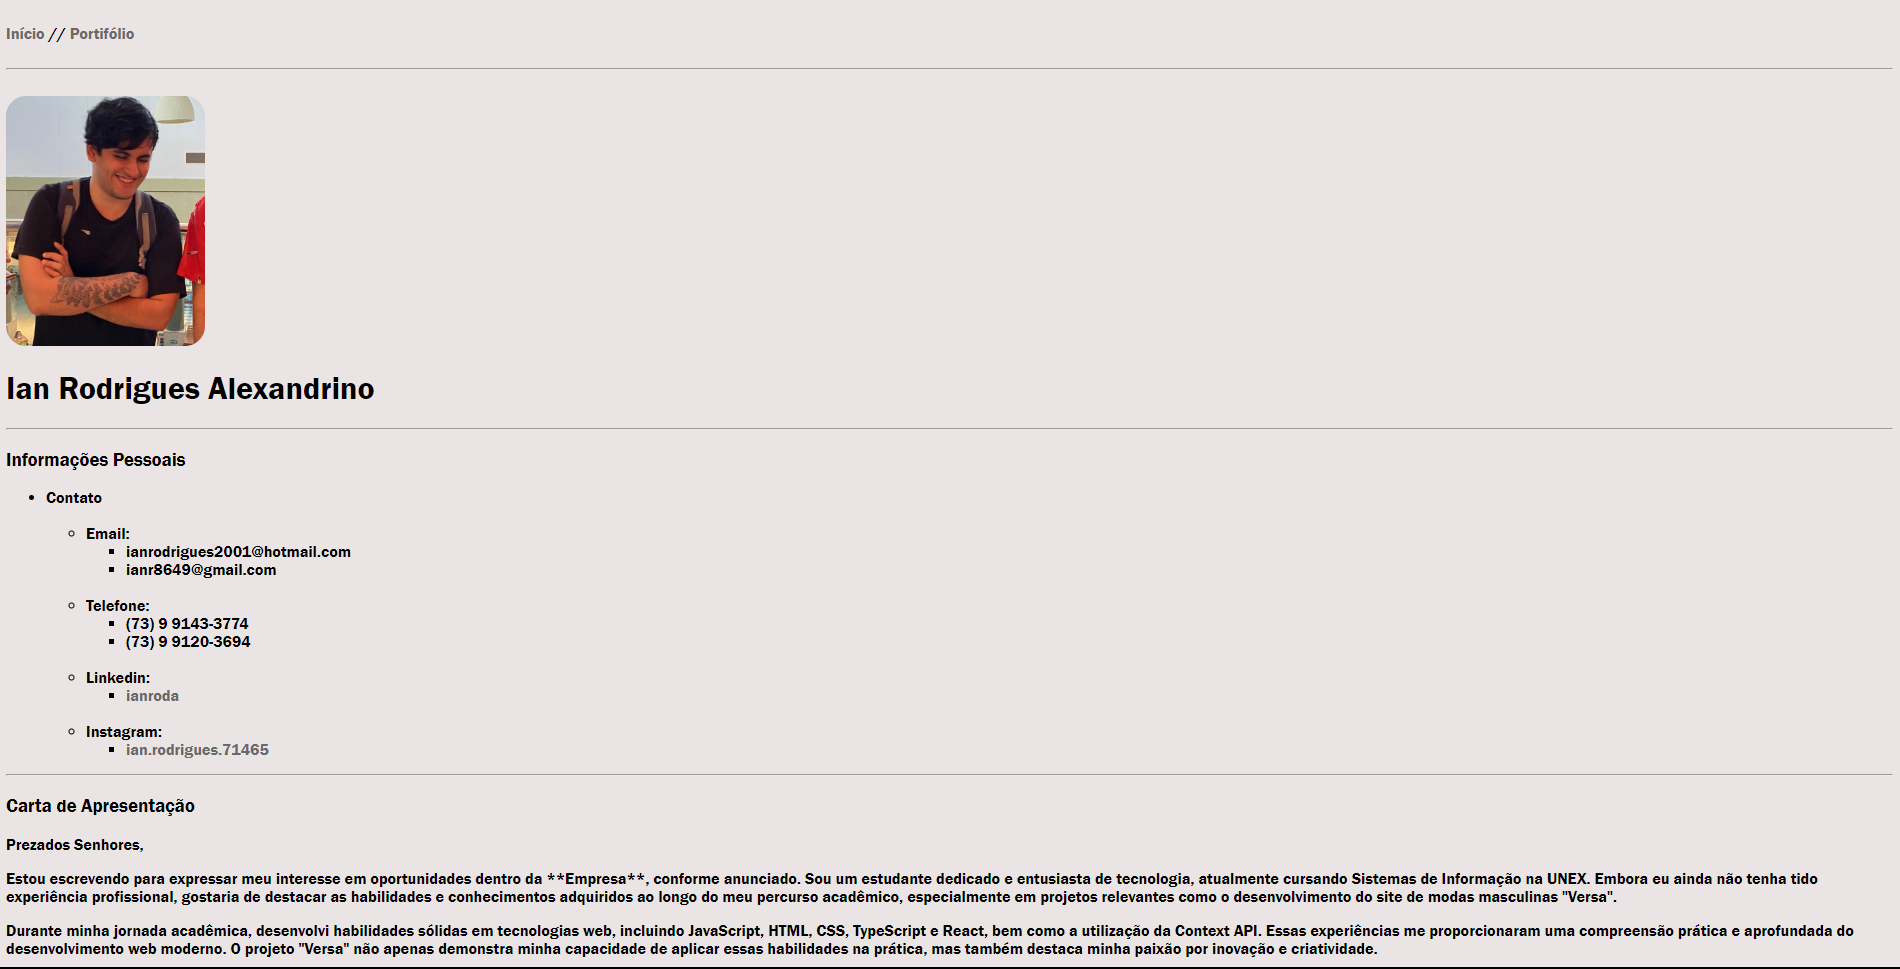 Início // Portifólio
Ian Rodrigues Alexandrino
Informações Pessoais
Contato
Email:
ianrodrigues2001@hotmail.com
ianr8649@gmail.com
Telefone:
(73) 9 9143-3774
(73) 9 9120-3694
Linkedin:
ianroda
Instagram:
ian.rodrigues.71465
Carta de Apresentação
Prezados Senhores,
Estou escrevendo para expressar meu interesse em oportunidades dentro da **Empresa**, conforme anunciado. Sou um estudante dedicado e entusiasta de tecnologia, atualmente cursando Sistemas de Informação na UNEX. Embora eu ainda não tenha tido
experiência profissional, gostaria de destacar as habilidades e conhecimentos adquiridos ao longo do meu percurso acadêmico, especialmente em projetos relevantes como o desenvolvimento do site de modas masculinas "Versa".
Durante minha jornada acadêmica, desenvolvi habilidades sólidas em tecnologias web, incluindo JavaScript, HTML, CSS, TypeScript e React, bem como a utilização da Context API. Essas experiências me proporcionaram uma compreensão prática e aprofundada do
desenvolvimento web moderno. O projeto "Versa" não apenas demonstra minha capacidade de aplicar essas habilidades na prática, mas também destaca minha paixão por inovação e criatividade.